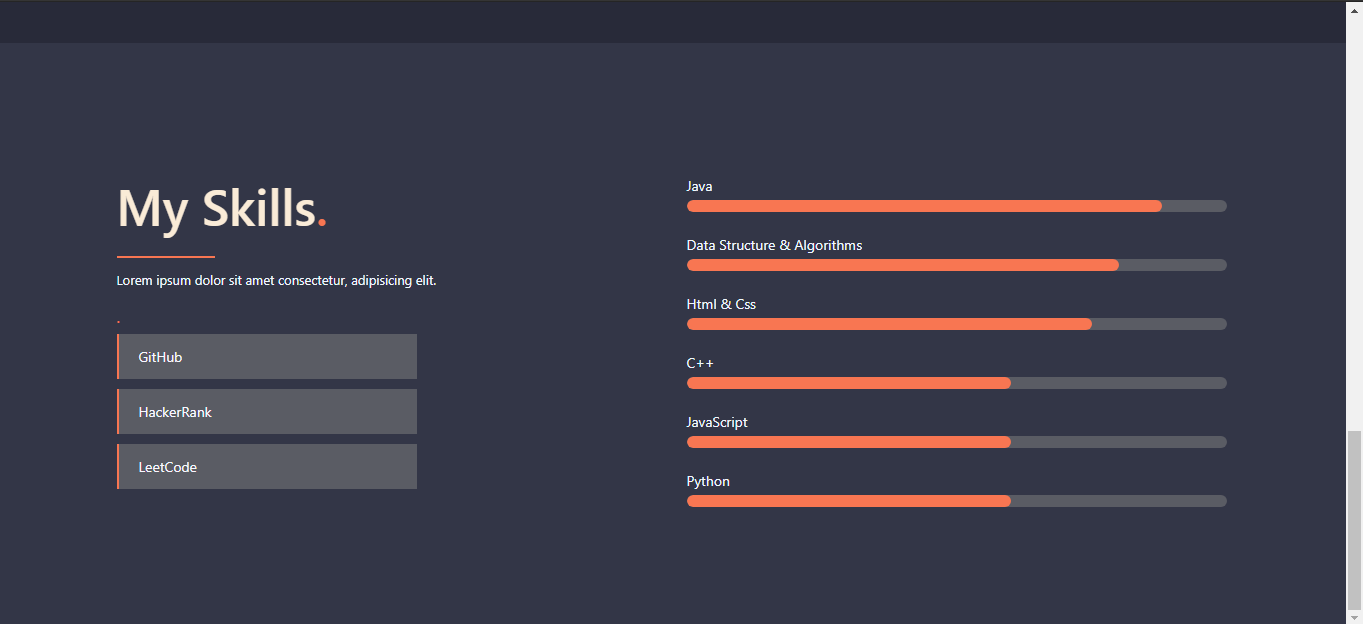 My Skills.
Lorem ipsum dolor sit amet consectetur, adipisicing elit.
.
GitHub
HackerRank
LeetCode
Java
Data Structure & Algorithms
Html & Css
C++
JavaScript
Python